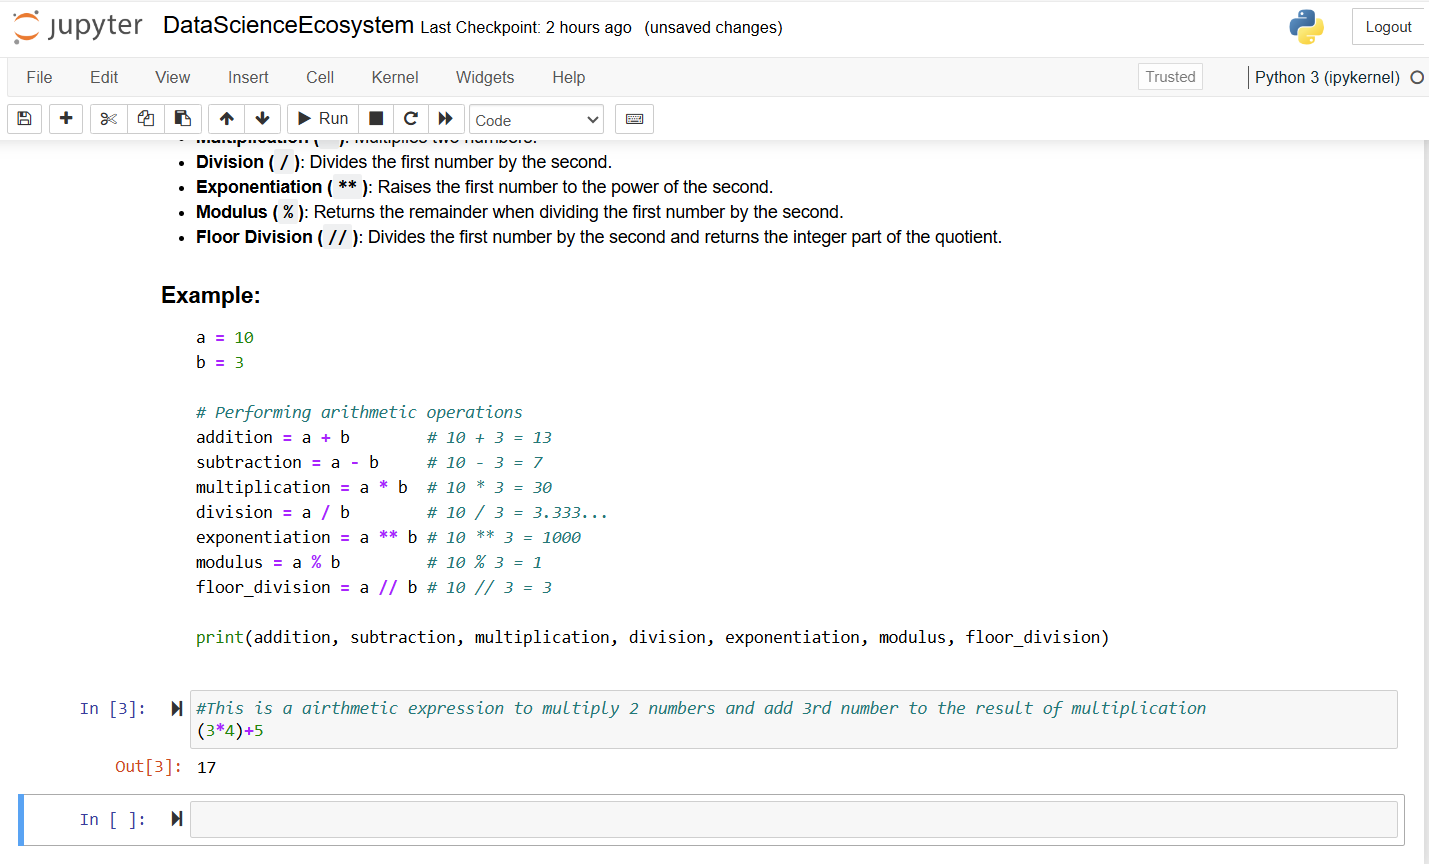 jupyter DataScienceEcosystem Last Checkpoint: 2 hours ago (unsaved changes) Logout
File Edit View Insert Cell Kernel Widgets Help Trusted Python 3 (ipykernel)
Run Code
Multiplication ( * ): Multiplies two numbers.
Division ( / ): Divides the first number by the second.
Exponentiation ( ** ): Raises the first number to the power of the second.
Modulus ( % ): Returns the remainder when dividing the first number by the second.
Floor Division ( // ): Divides the first number by the second and returns the integer part of the quotient.
Example:
a = 10
b = 3
# Performing arithmetic operations
addition = a + b        # 10 + 3 = 13
subtraction = a - b     # 10 - 3 = 7
multiplication = a * b  # 10 * 3 = 30
division = a / b        # 10 / 3 = 3.333...
exponentiation = a ** b # 10 ** 3 = 1000
modulus = a % b         # 10 % 3 = 1
floor_division = a // b # 10 // 3 = 3
print(addition, subtraction, multiplication, division, exponentiation, modulus, floor_division)
In [3]: #This is a airthmetic expression to multiply 2 numbers and add 3rd number to the result of multiplication
(3*4)+5
Out[3]: 17
In [ ]: